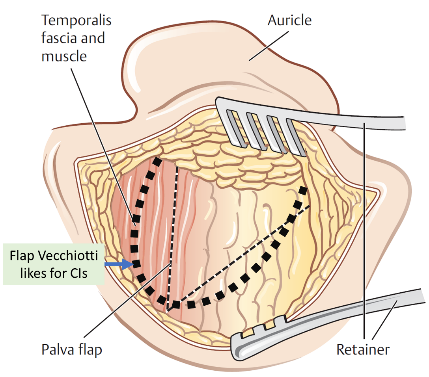 Temporalis
fascia and
muscle
Auricle
Flap Vecchiotti
likes for CIs
Palva flap
Retainer